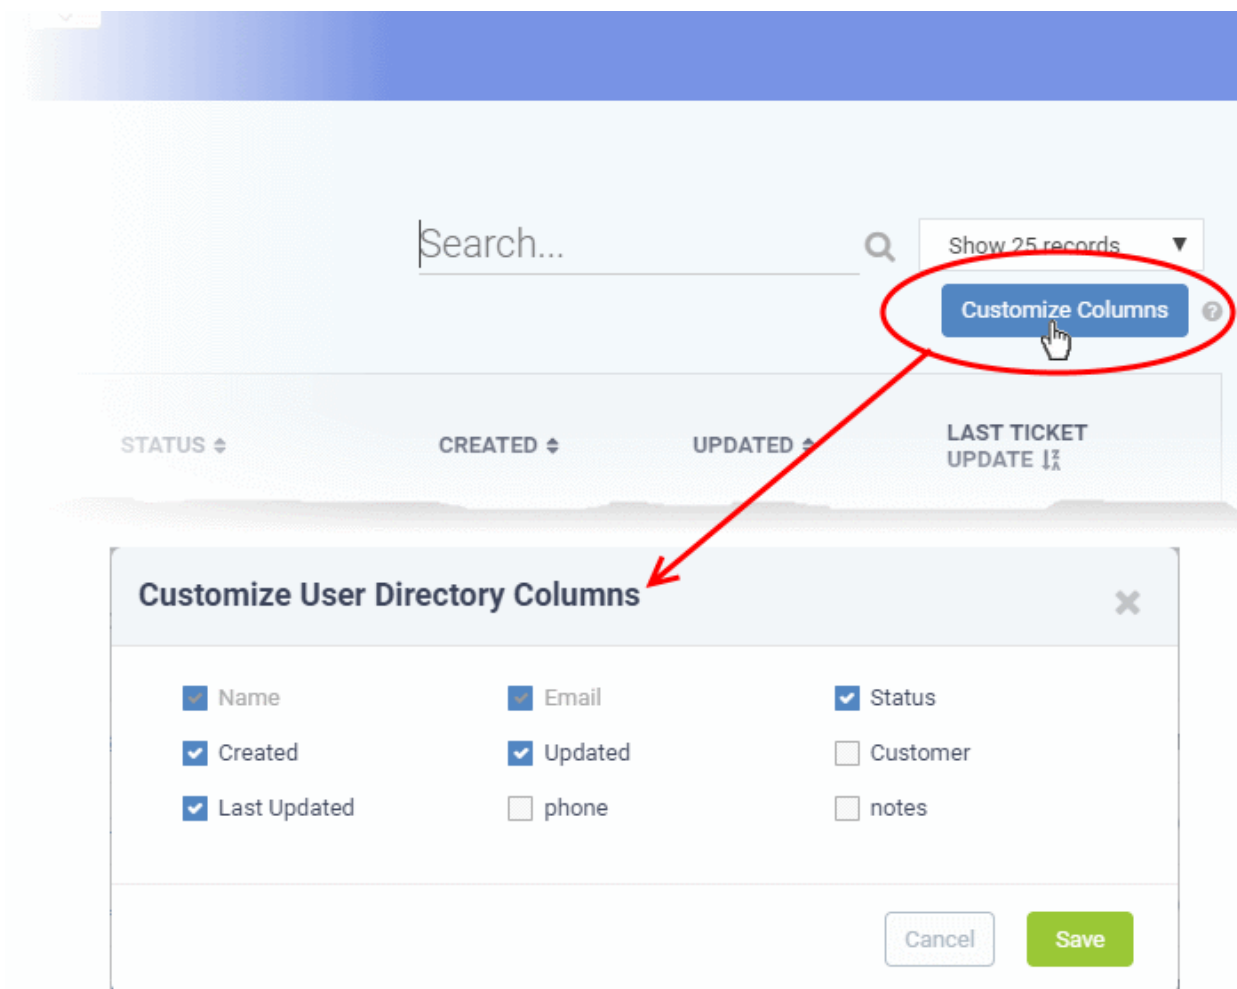 Search...
Show 25 records
Customize Columns
?
STATUS
CREATED
UPDATED
LAST TICKET
UPDATE
Customize User Directory Columns
Name
Email
Status
Created
Updated
Customer
Last Updated
phone
notes
Cancel
Save